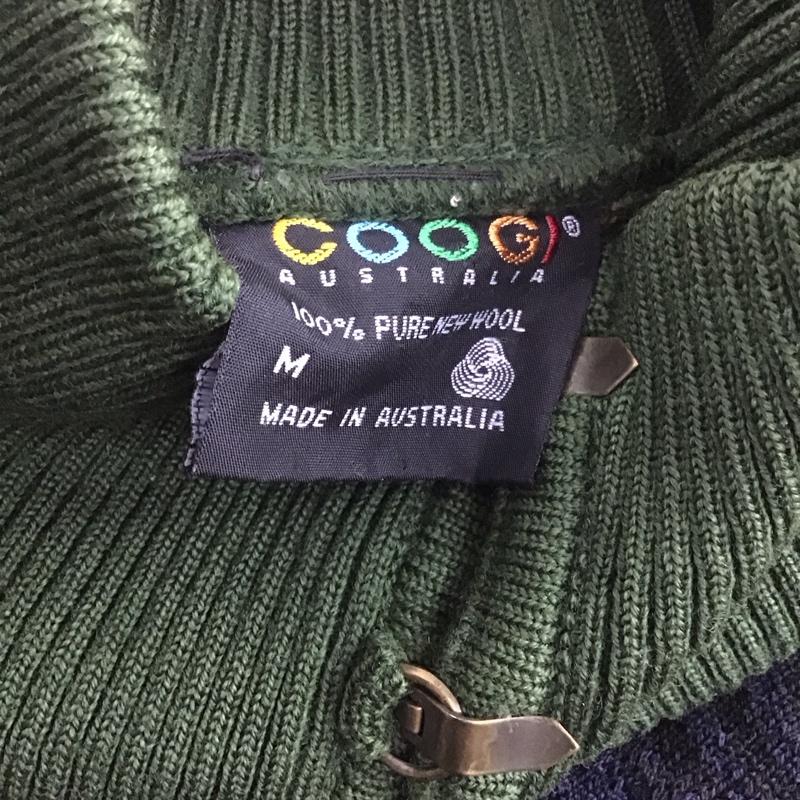 COOGI®
AUSTRALIA
100% PURE NEW WOOL
M
MADE IN AUSTRALIA